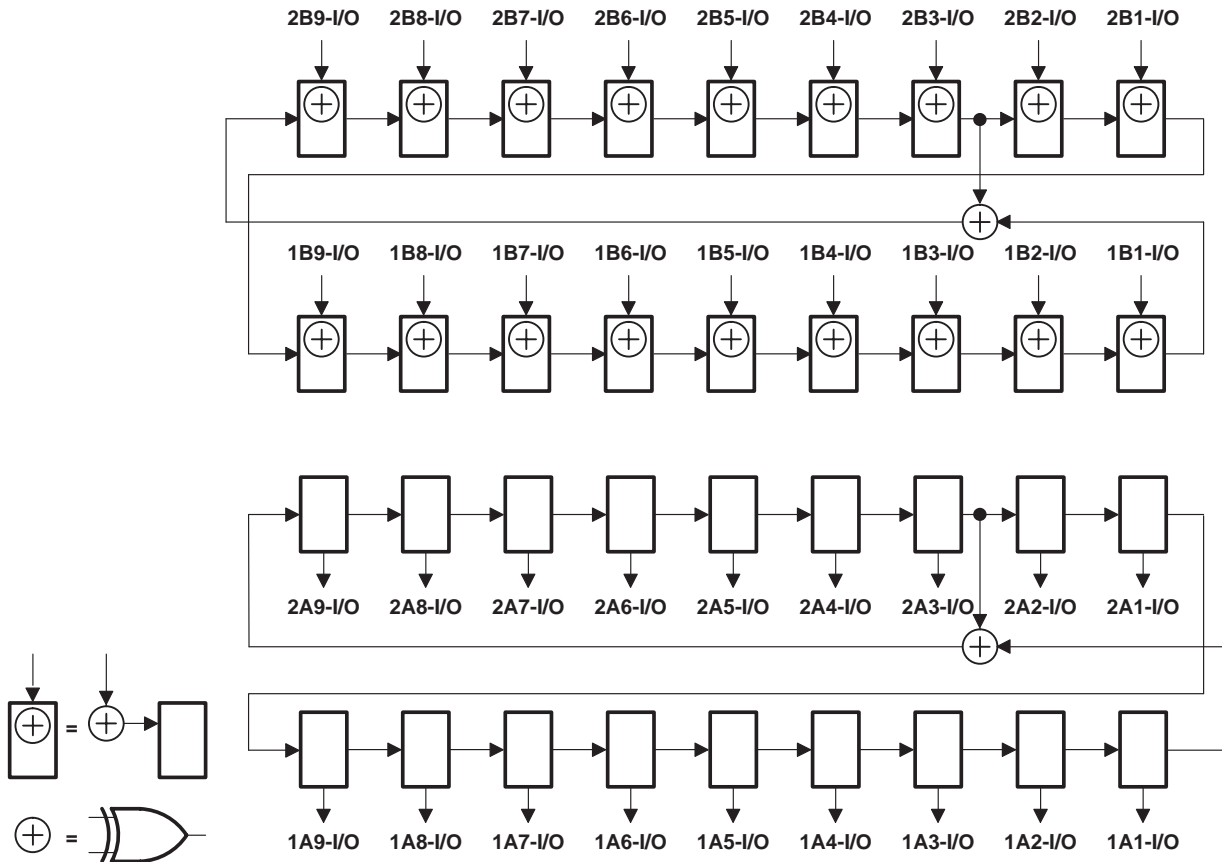 2B9-I/O 2B8-I/O 2B7-I/O 2B6-I/O 2B5-I/O 2B4-I/O 2B3-I/O 2B2-I/O 2B1-I/O
1B9-I/O 1B8-I/O 1B7-I/O 1B6-I/O 1B5-I/O 1B4-I/O 1B3-I/O 1B2-I/O 1B1-I/O
2A9-I/O 2A8-I/O 2A7-I/O 2A6-I/O 2A5-I/O 2A4-I/O 2A3-I/O 2A2-I/O 2A1-I/O
=
=
1A9-I/O 1A8-I/O 1A7-I/O 1A6-I/O 1A5-I/O 1A4-I/O 1A3-I/O 1A2-I/O 1A1-I/O